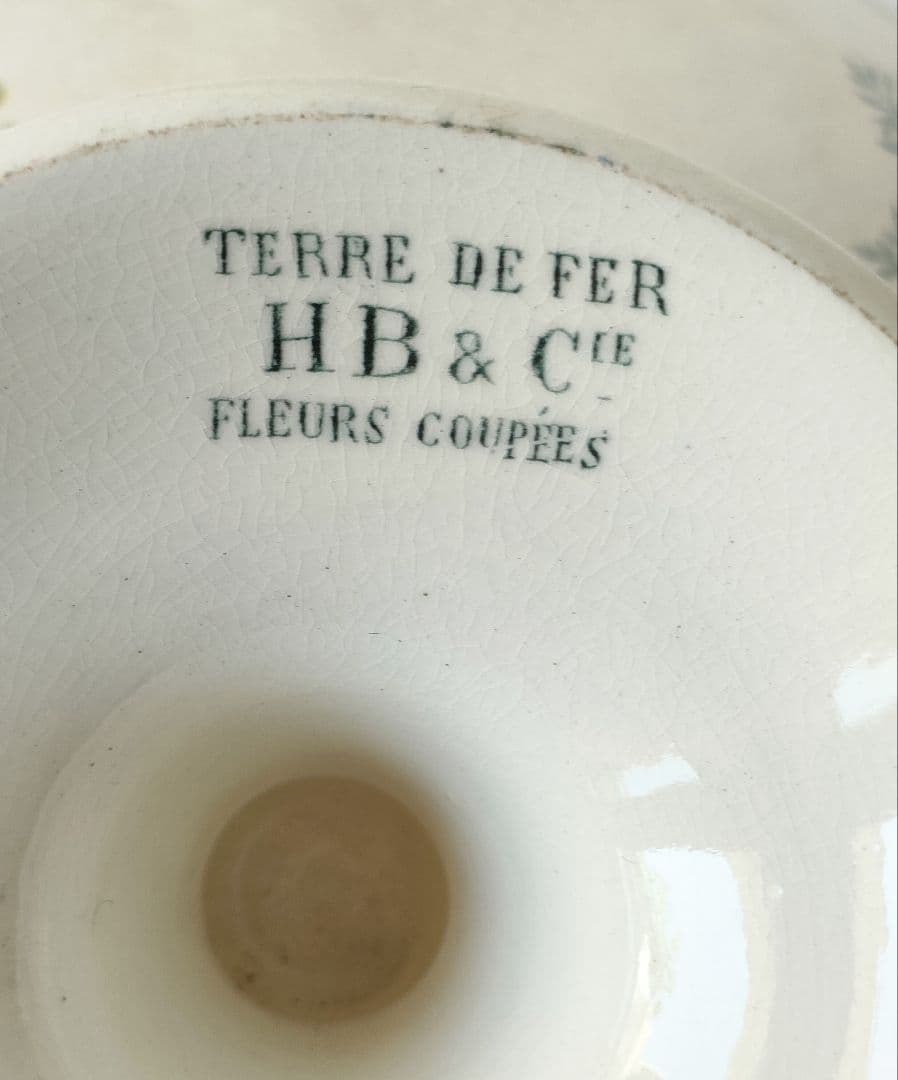 TERRE DE FER
HB & CIE
FLEURS COUPÉES